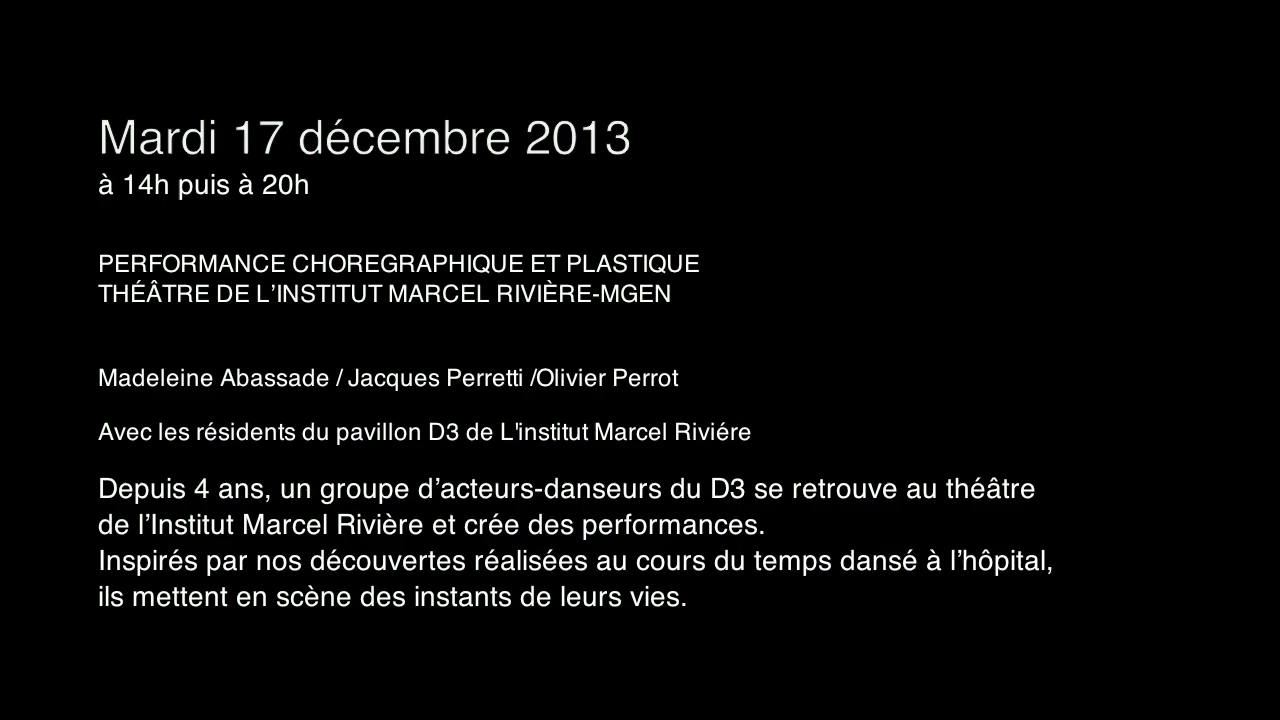 Mardi 17 décembre 2013
à 14h puis à 20h
PERFORMANCE CHOREGRAPHIQUE ET PLASTIQUE
THÉÂTRE DE L’INSTITUT MARCEL RIVIÈRE-MGEN
Madeleine Abassade / Jacques Perretti /Olivier Perrot
Avec les résidents du pavillon D3 de L'institut Marcel Riviére
Depuis 4 ans, un groupe d’acteurs-danseurs du D3 se retrouve au théâtre
de l’Institut Marcel Rivière et crée des performances.
Inspirés par nos découvertes réalisées au cours du temps dansé à l’hôpital,
ils mettent en scène des instants de leurs vies.